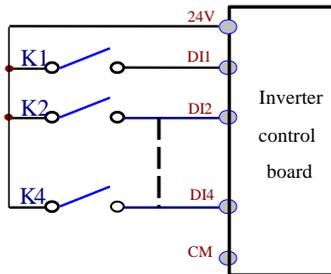 24V
K1
DI1
K2
DI2
Inverter
control
board
K4
DI4
CM